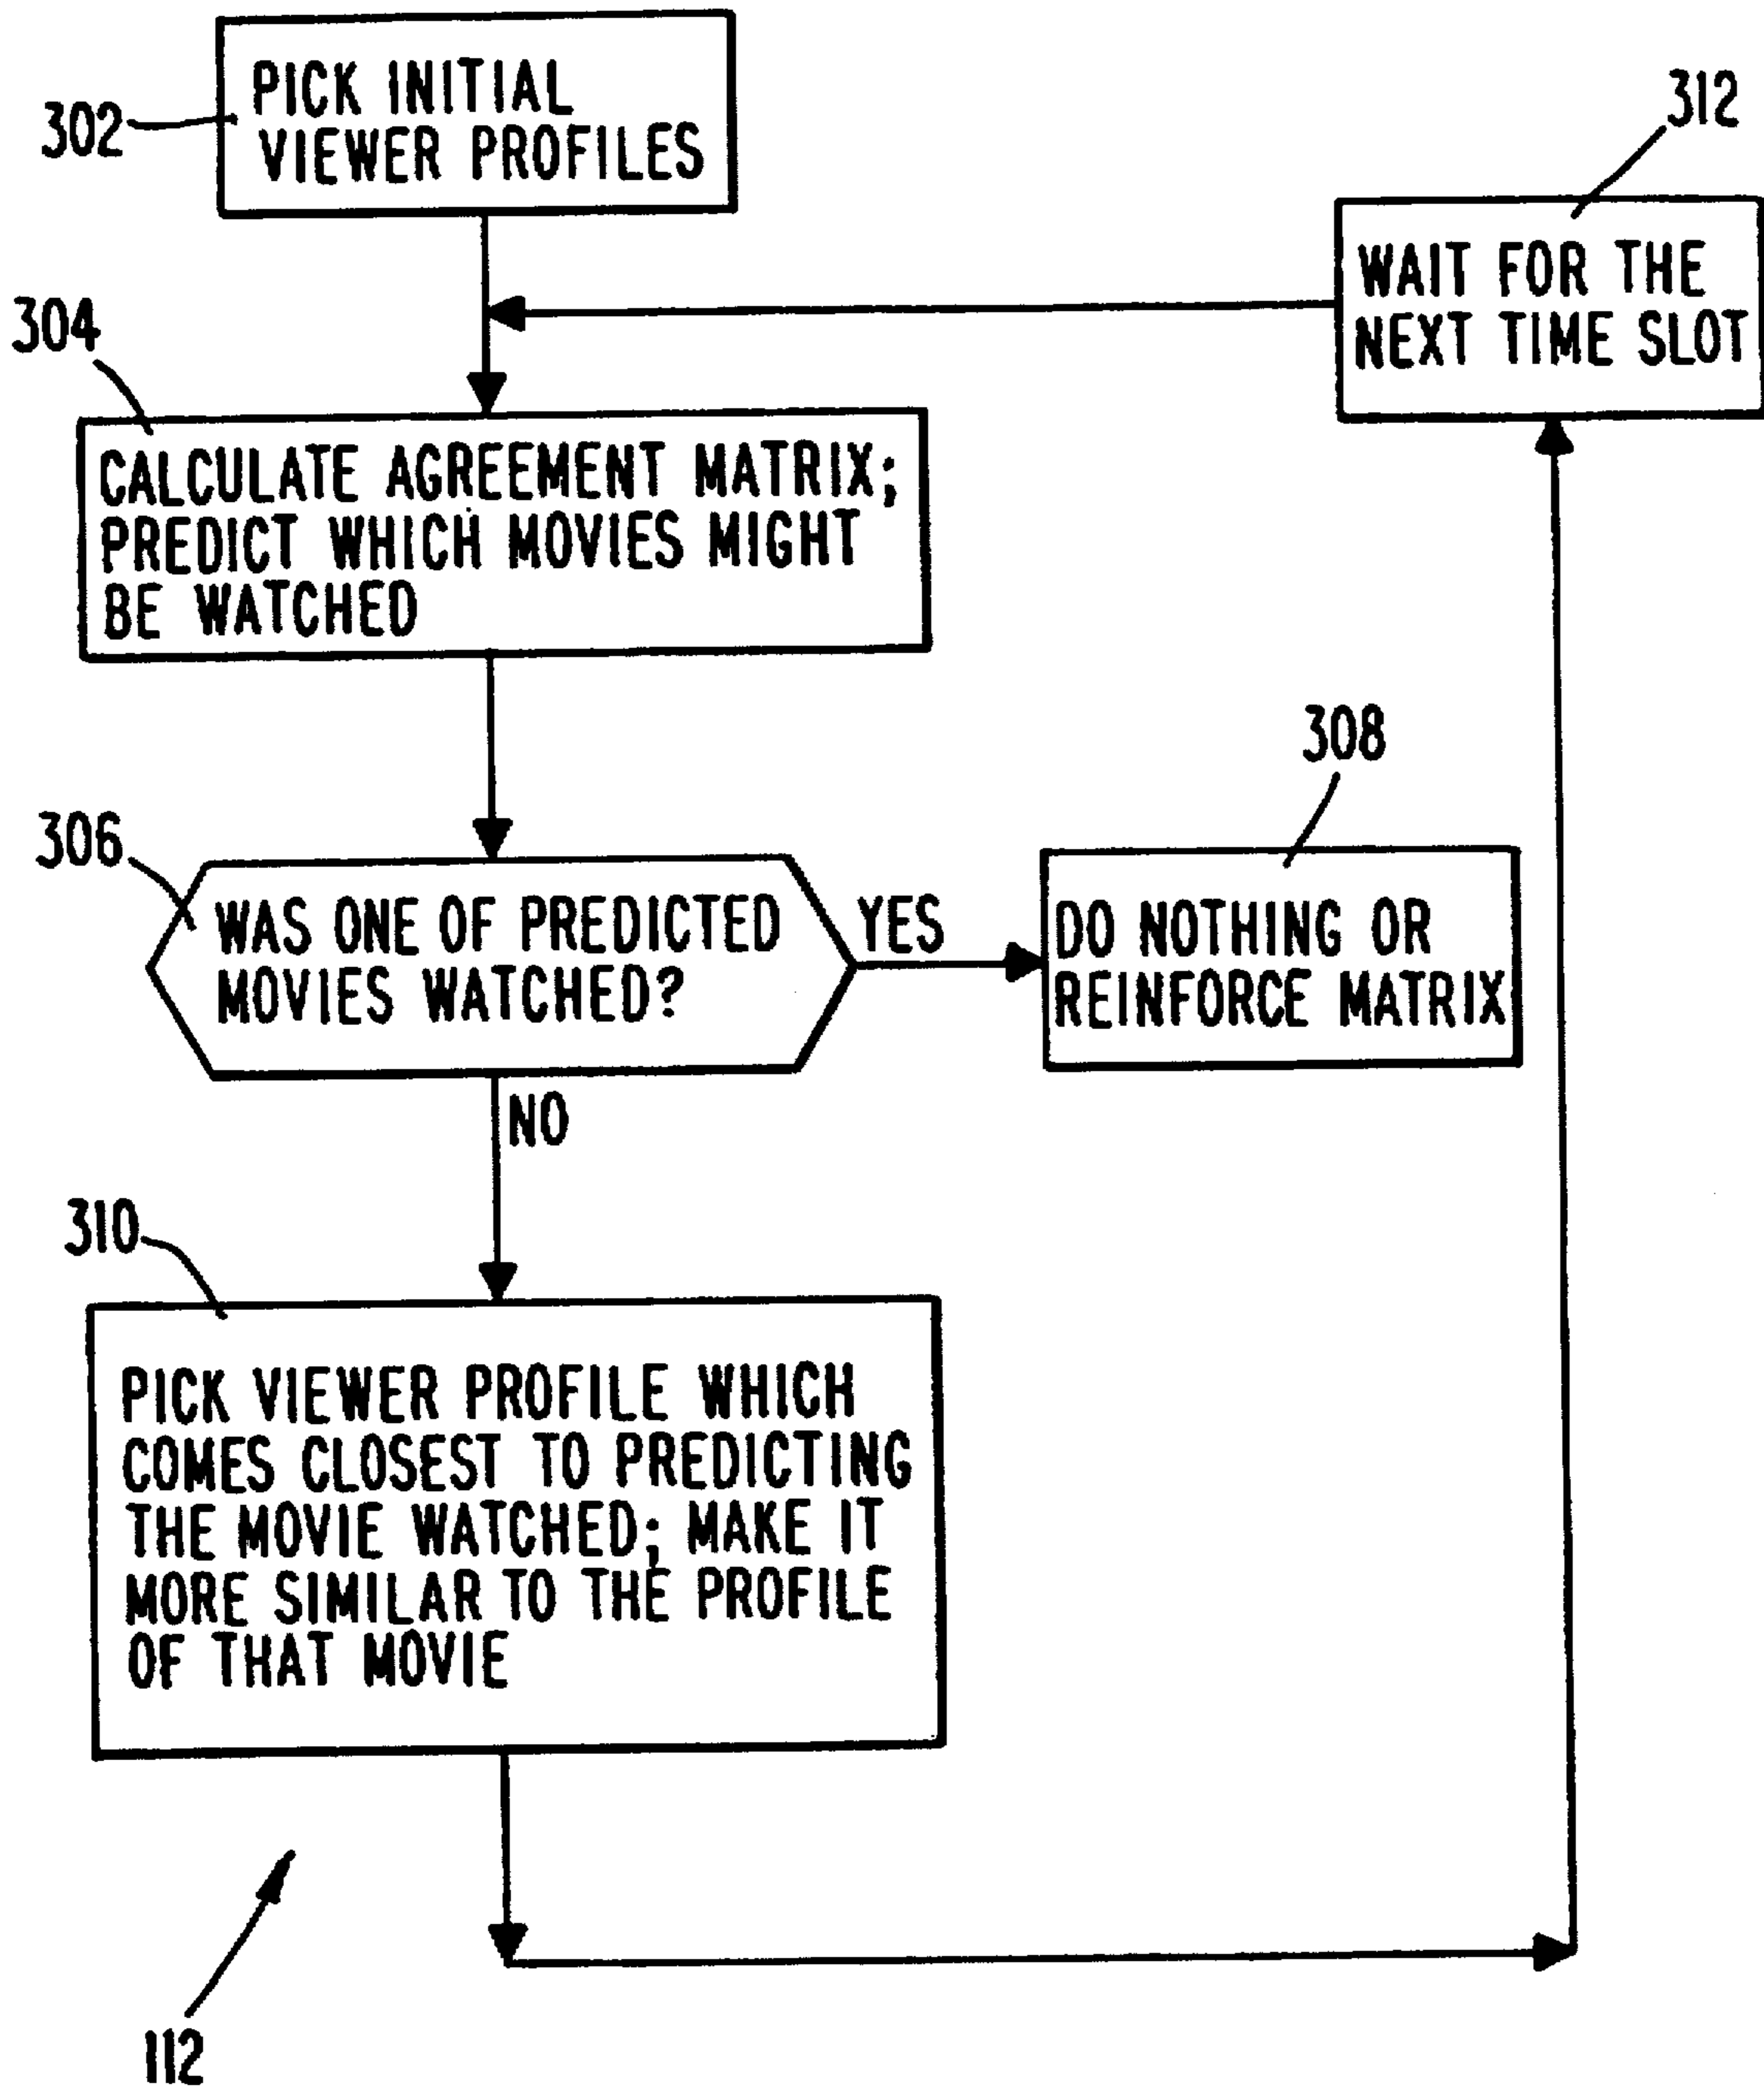 302
PICK INITIAL
VIEWER PROFILES
312
WAIT FOR THE
NEXT TIME SLOT
304
CALCULATE AGREEMENT MATRIX;
PREDICT WHICH MOVIES MIGHT
BE WATCHED
306
WAS ONE OF PREDICTED
MOVIES WATCHED?
YES
308
DO NOTHING OR
REINFORCE MATRIX
NO
310
PICK VIEWER PROFILE WHICH
COMES CLOSEST TO PREDICTING
THE MOVIE WATCHED; MAKE IT
MORE SIMILAR TO THE PROFILE
OF THAT MOVIE
112